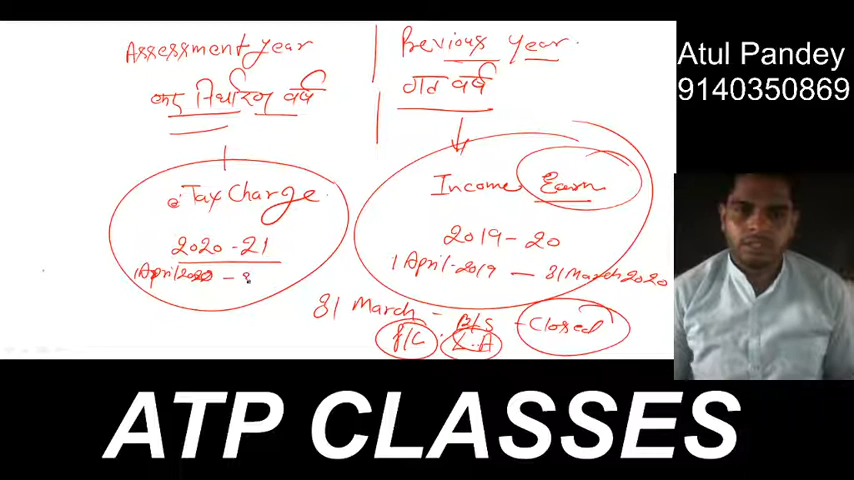 Assessment year
कर निर्धारण वर्ष
Tax Charge
2020-21
1 April 2020 -
Previous year.
गत वर्ष
Income Earn
2019-20
1 April-2019 — 31 March 2020
31 March - B/S - Closed
P/L . T.A
Atul Pandey
9140350869
ATP CLASSES